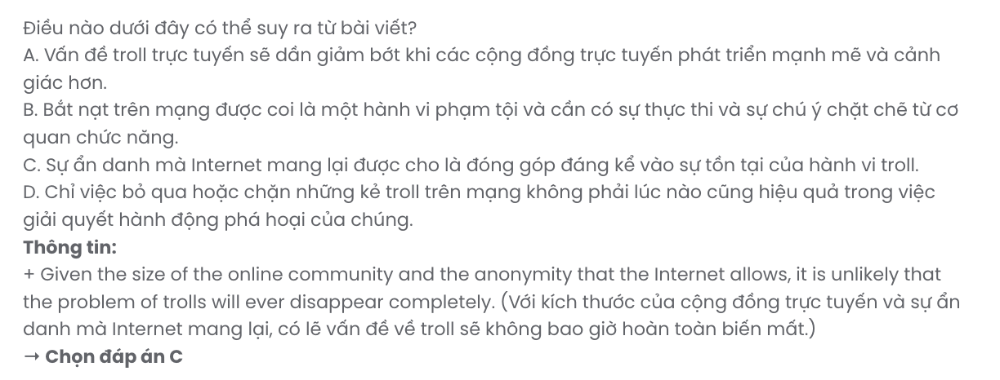 Điều nào dưới đây có thể suy ra từ bài viết?
A. Vấn đề troll trực tuyến sẽ dần giảm bớt khi các cộng đồng trực tuyến phát triển mạnh mẽ và cảnh
giác hơn.
B. Bắt nạt trên mạng được coi là một hành vi phạm tội và cần có sự thực thi và sự chú ý chặt chẽ từ cơ
quan chức năng.
C. Sự ẩn danh mà Internet mang lại được cho là đóng góp đáng kể vào sự tồn tại của hành vi troll.
D. Chỉ việc bỏ qua hoặc chặn những kẻ troll trên mạng không phải lúc nào cũng hiệu quả trong việc
giải quyết hành động phá hoại của chúng.
Thông tin:
+ Given the size of the online community and the anonymity that the Internet allows, it is unlikely that
the problem of trolls will ever disappear completely. (Với kích thước của cộng đồng trực tuyến và sự ẩn
danh mà Internet mang lại, có lẽ vấn đề về troll sẽ không bao giờ hoàn toàn biến mất.)
→ Chọn đáp án C